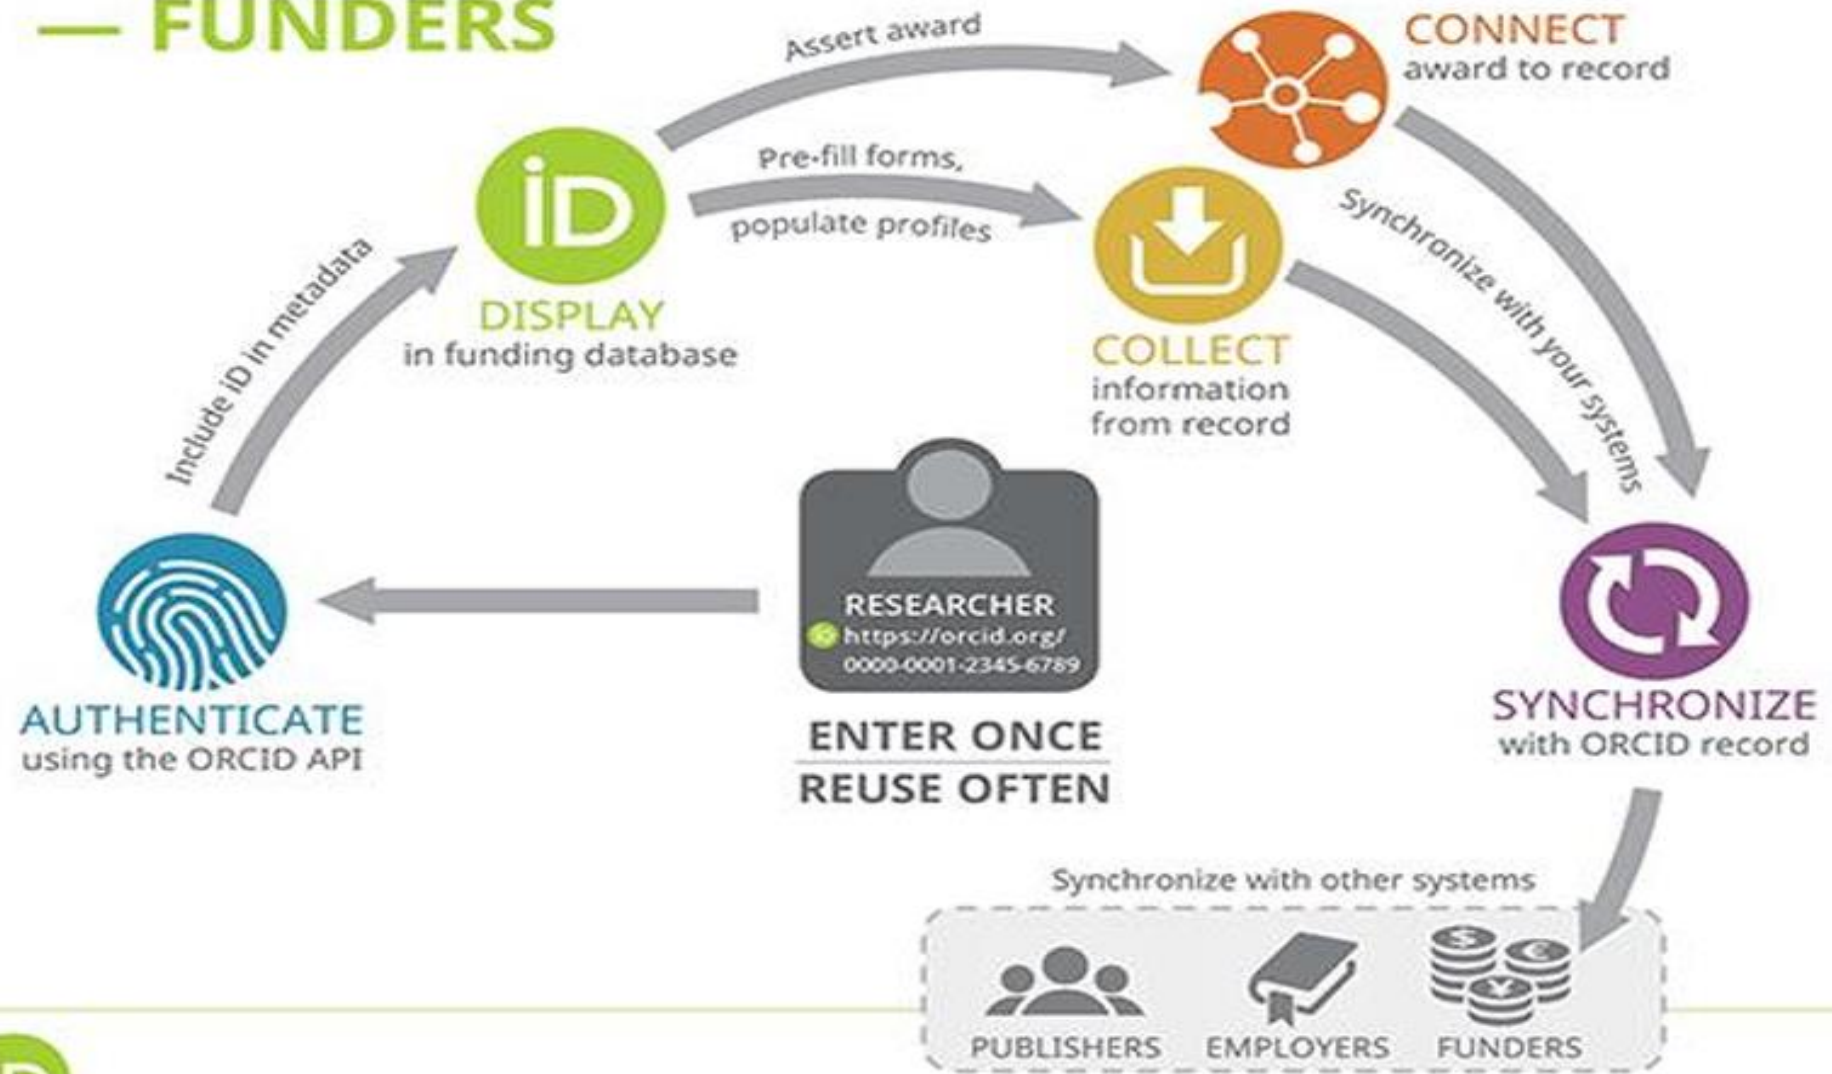 — FUNDERS
Assert award
CONNECT
award to record
Pre-fill forms,
populate profiles
iD
DISPLAY
in funding database
Include iD in metadata
COLLECT
information
from record
Synchronize with your systems
RESEARCHER
iD https://orcid.org/
0000-0001-2345-6789
ENTER ONCE
REUSE OFTEN
AUTHENTICATE
using the ORCID API
SYNCHRONIZE
with ORCID record
Synchronize with other systems
$ € ¥
PUBLISHERS EMPLOYERS FUNDERS